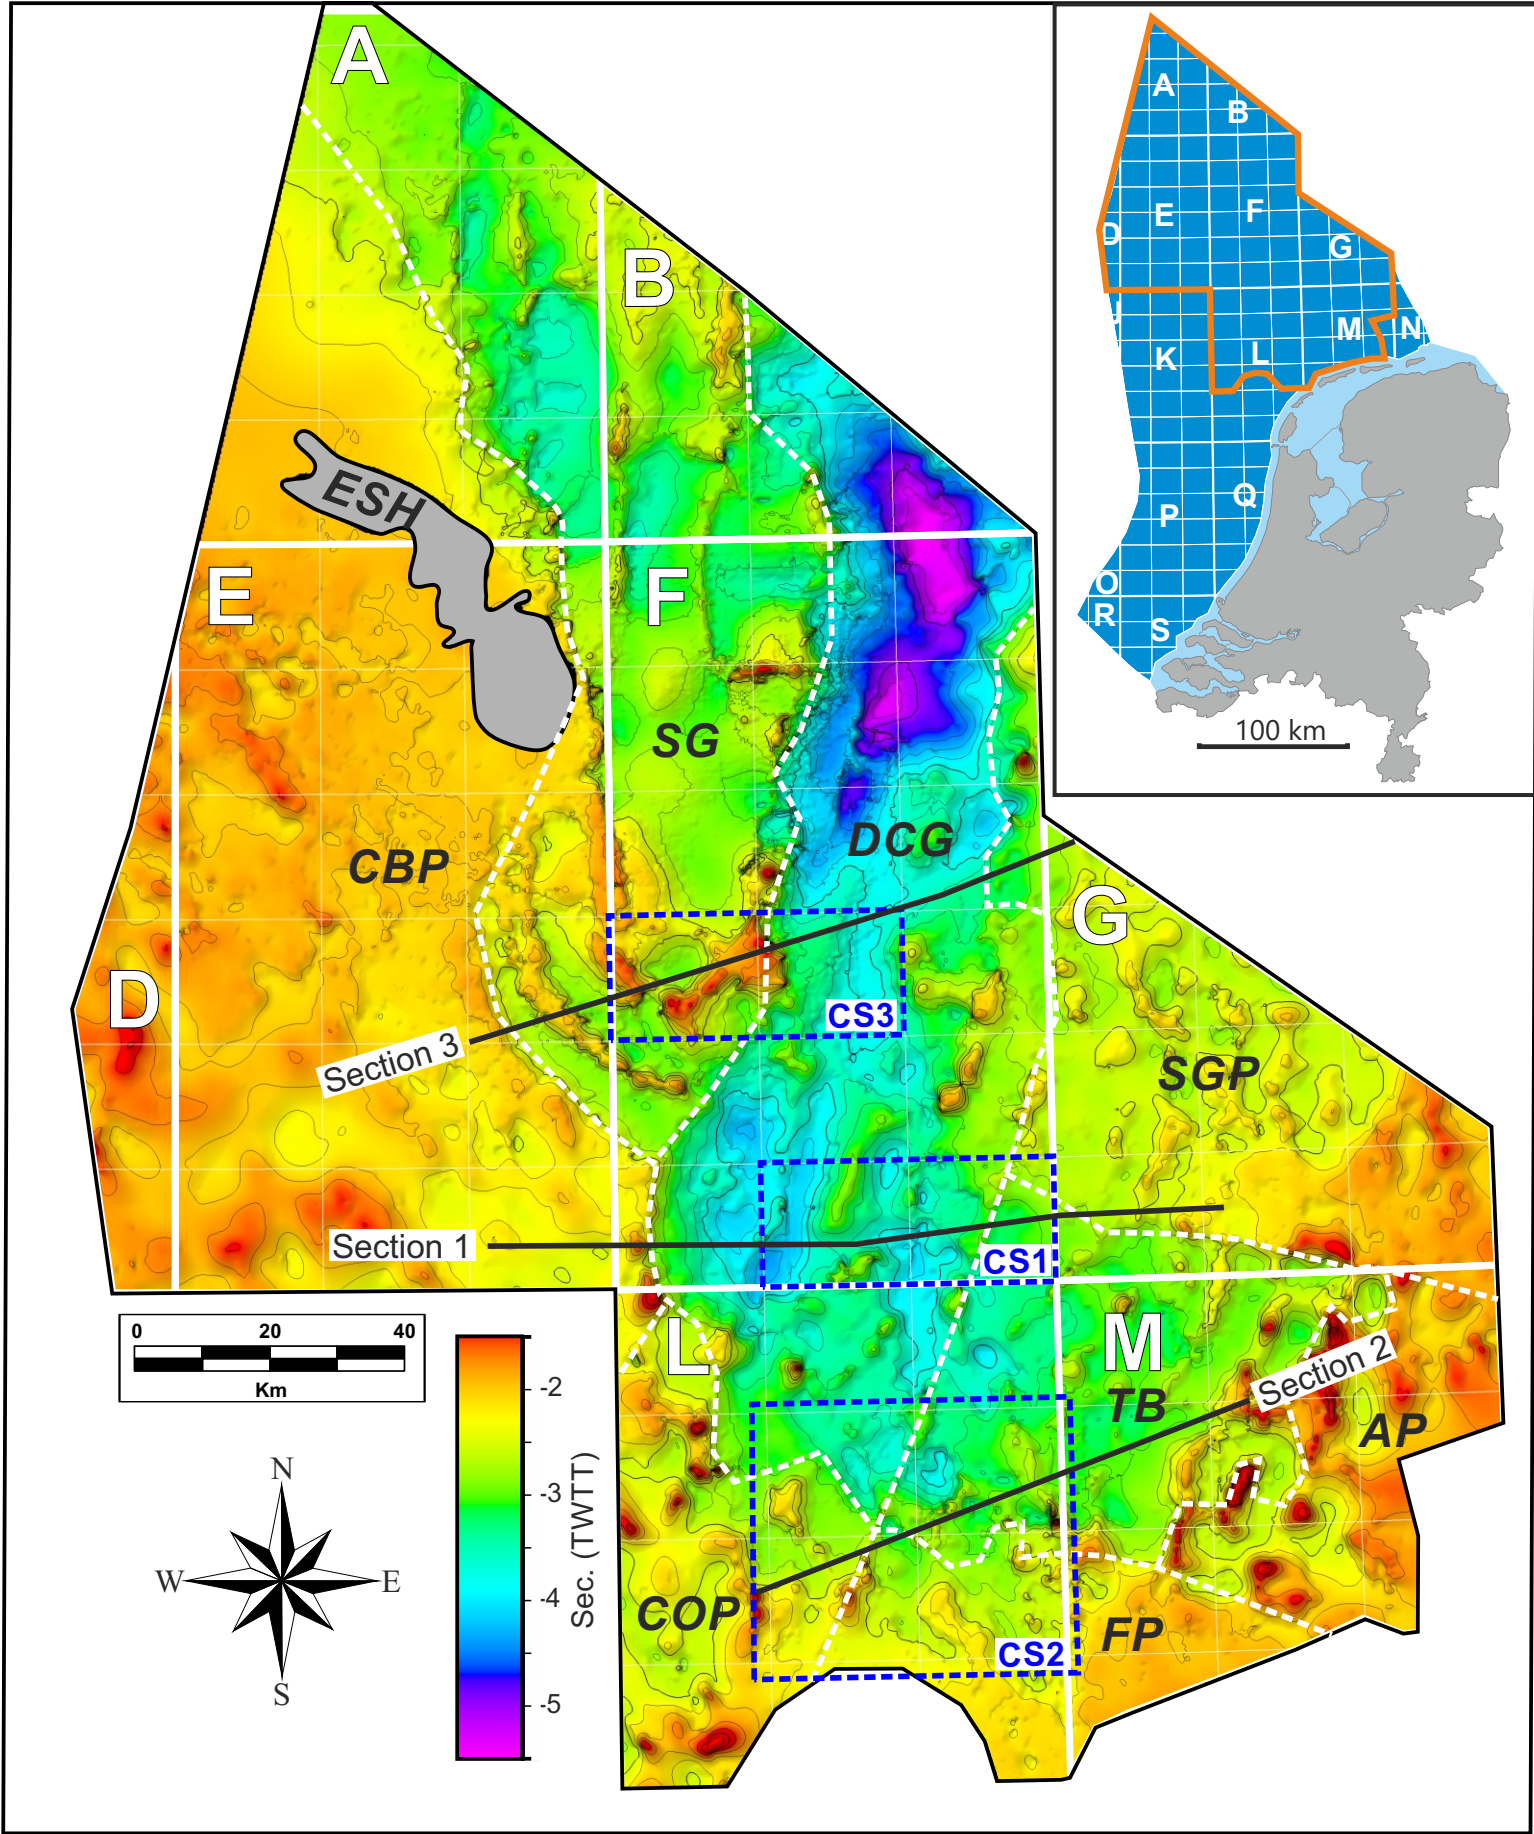 A
B
ESH
E
F
SG
CBP
DCG
G
D
CS3
Section 3
SGP
Section 1
CS1
L
M
TB
Section 2
AP
COP
FP
CS2
0 20 40
Km
N
W E
S
-2
-3
-4
-5
Sec. (TWTT)
A
B
E
F
D
G
J
M
N
K
L
Q
P
O
R
S
100 km